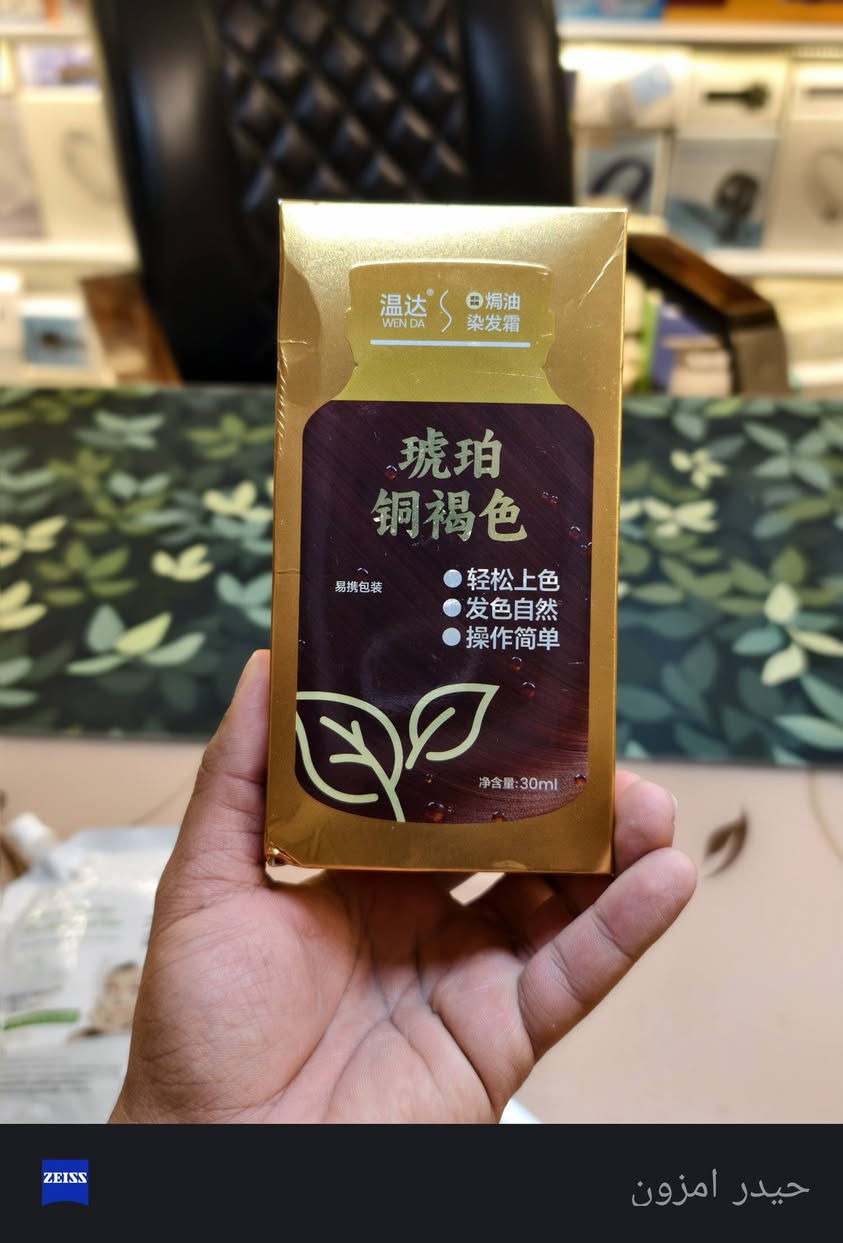 温达® 焗油
WEN DA 染发霜
琥珀
铜褐色
易携包装
●轻松上色
●发色自然
●操作简单
净含量:30ml
ZEISS
حيدر امزون